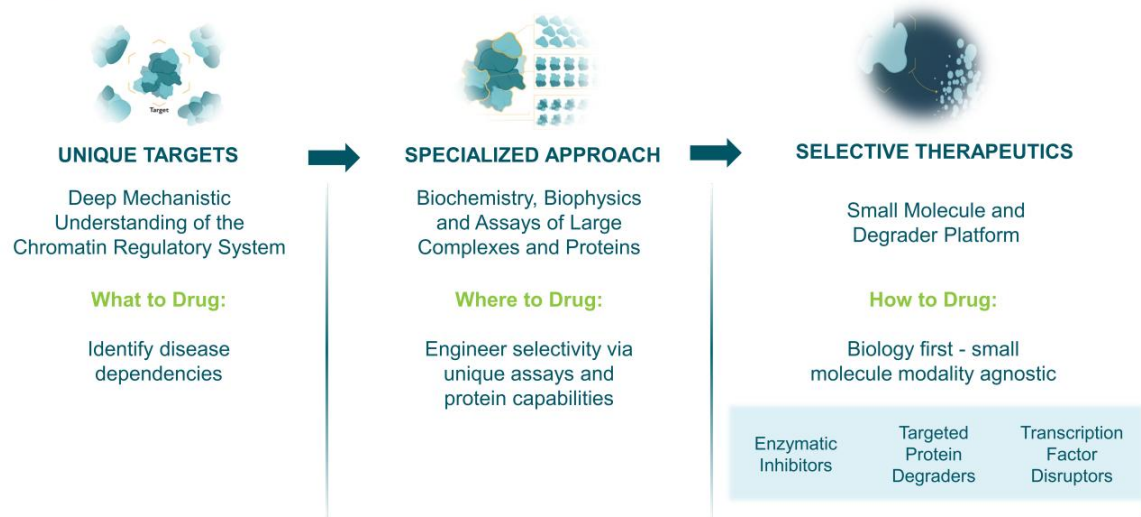 Target
UNIQUE TARGETS
Deep Mechanistic
Understanding of the
Chromatin Regulatory System
What to Drug:
Identify disease
dependencies
SPECIALIZED APPROACH
Biochemistry, Biophysics
and Assays of Large
Complexes and Proteins
Where to Drug:
Engineer selectivity via
unique assays and
protein capabilities
SELECTIVE THERAPEUTICS
Small Molecule and
Degrader Platform
How to Drug:
Biology first - small
molecule modality agnostic
Enzymatic
Inhibitors
Targeted
Protein
Degraders
Transcription
Factor
Disruptors